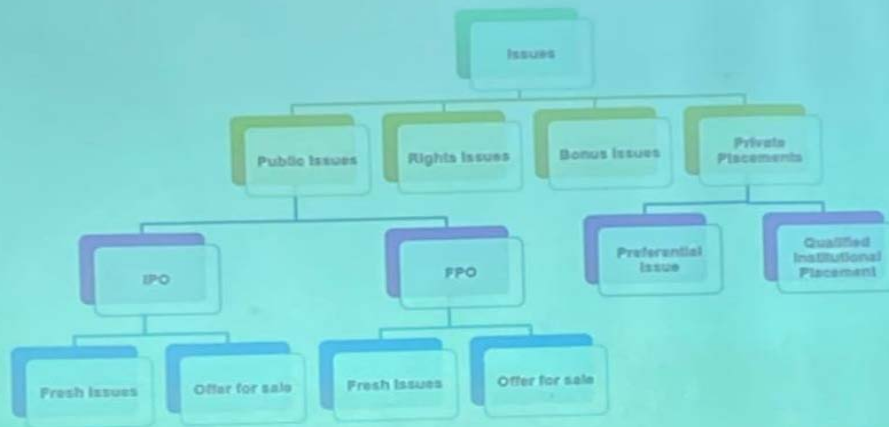 Issues
Public Issues
Rights Issues
Bonus Issues
Private
Placements
IPO
FPO
Preferential
Issue
Qualified
Institutional
Placement
Fresh Issues
Offer for sale
Fresh Issues
Offer for sale